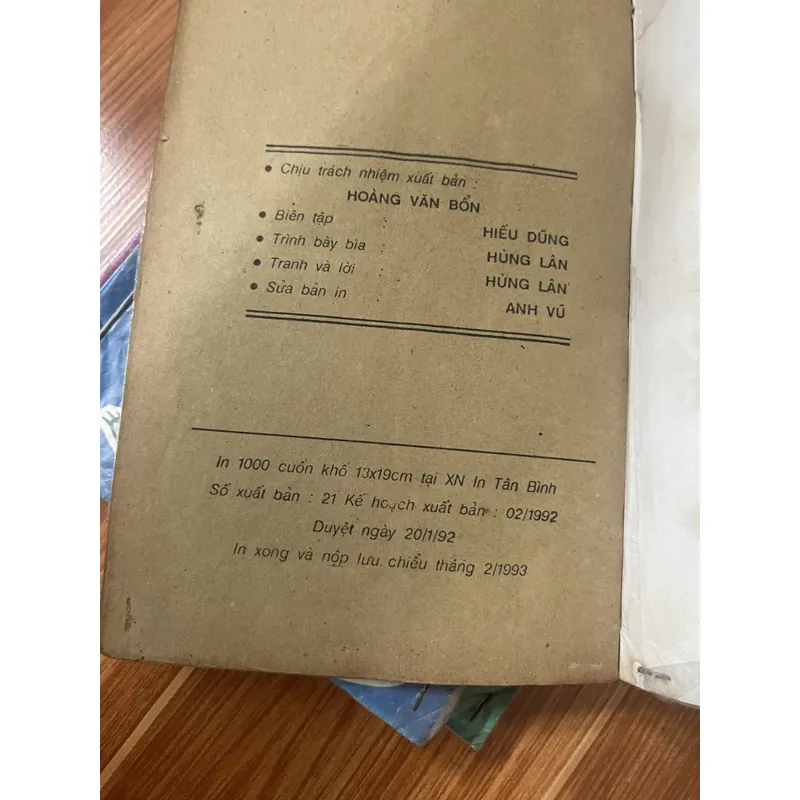 • Chịu trách nhiệm xuất bản :
HOÀNG VĂN BỔN
• Biên tập : HIẾU DŨNG
• Trình bày bìa : HÙNG LÂN
• Tranh và lời : HÙNG LÂN
• Sửa bản in : ANH VŨ
In 1000 cuốn khổ 13x19cm tại XN In Tân Bình
Số xuất bản : 21 Kế hoạch xuất bản : 02/1992
Duyệt ngày 20/1/92
In xong và nộp lưu chiểu tháng 2/1993